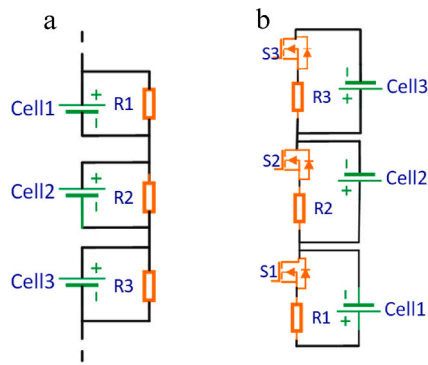 a
Cell1
+
−
R1
Cell2
+
−
R2
Cell3
+
−
R3
b
S3
R3
−
+
Cell3
S2
R2
−
+
Cell2
S1
R1
−
+
Cell1